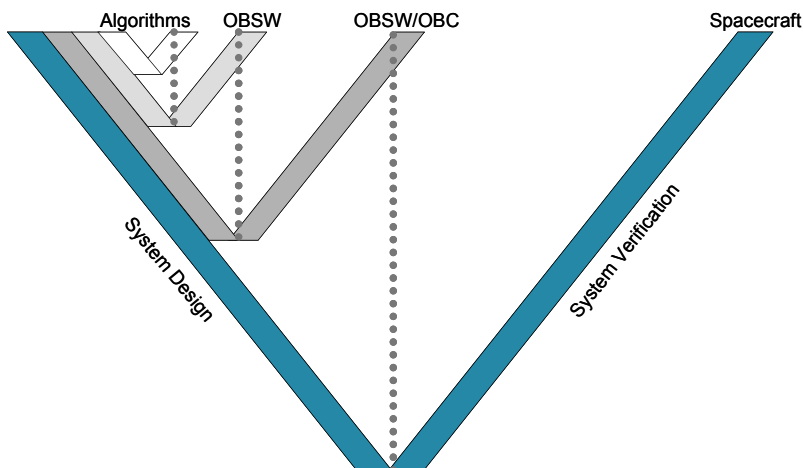 Algorithms
OBSW
OBSW/OBC
Spacecraft
System Design
System Verification